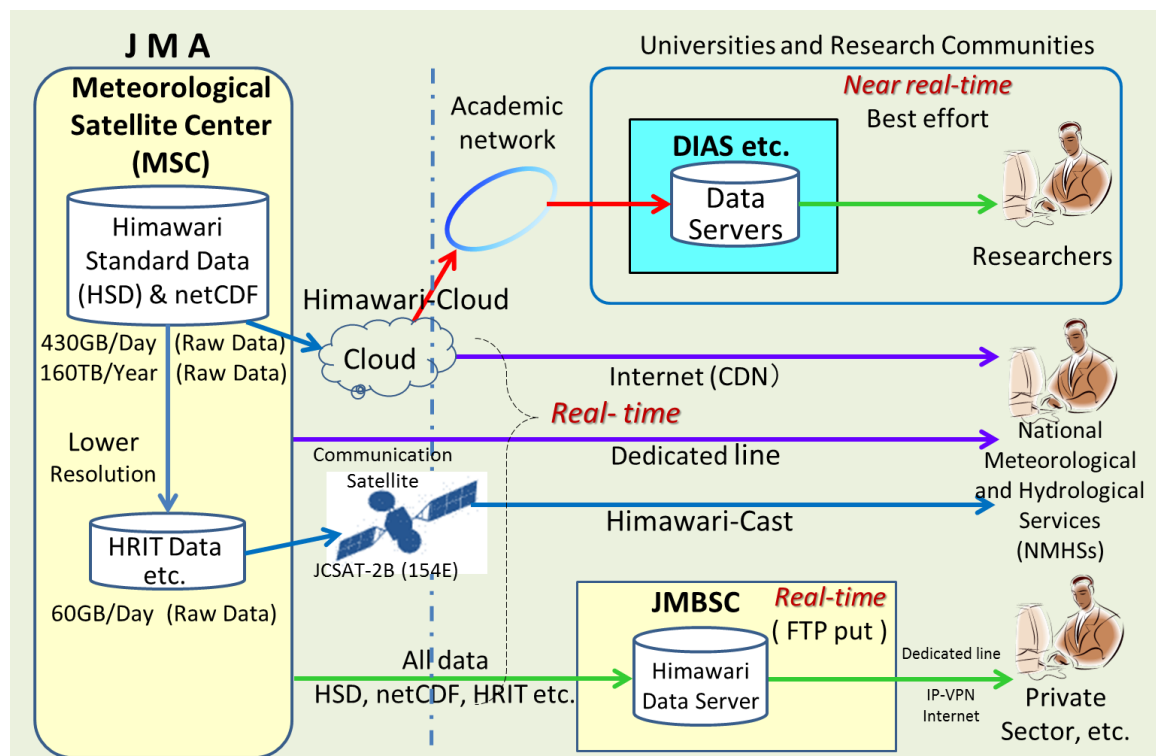 J M A
Meteorological
Satellite Center
(MSC)
Himawari
Standard Data
(HSD) & netCDF
430GB/Day (Raw Data)
160TB/Year (Raw Data)
Lower
Resolution
HRIT Data
etc.
60GB/Day (Raw Data)
Universities and Research Communities
Academic
network
Near real-time
Best effort
DIAS etc.
Data
Servers
Researchers
Himawari-Cloud
Cloud
Internet (CDN）
Real- time
Dedicated line
Communication
Satellite
Himawari-Cast
JCSAT-2B (154E)
National
Meteorological
and Hydrological
Services
(NMHSs)
All data
HSD, netCDF, HRIT etc.
JMBSC
Real-time
( FTP put )
Himawari
Data Server
Dedicated line
IP-VPN
Internet
Private
Sector, etc.